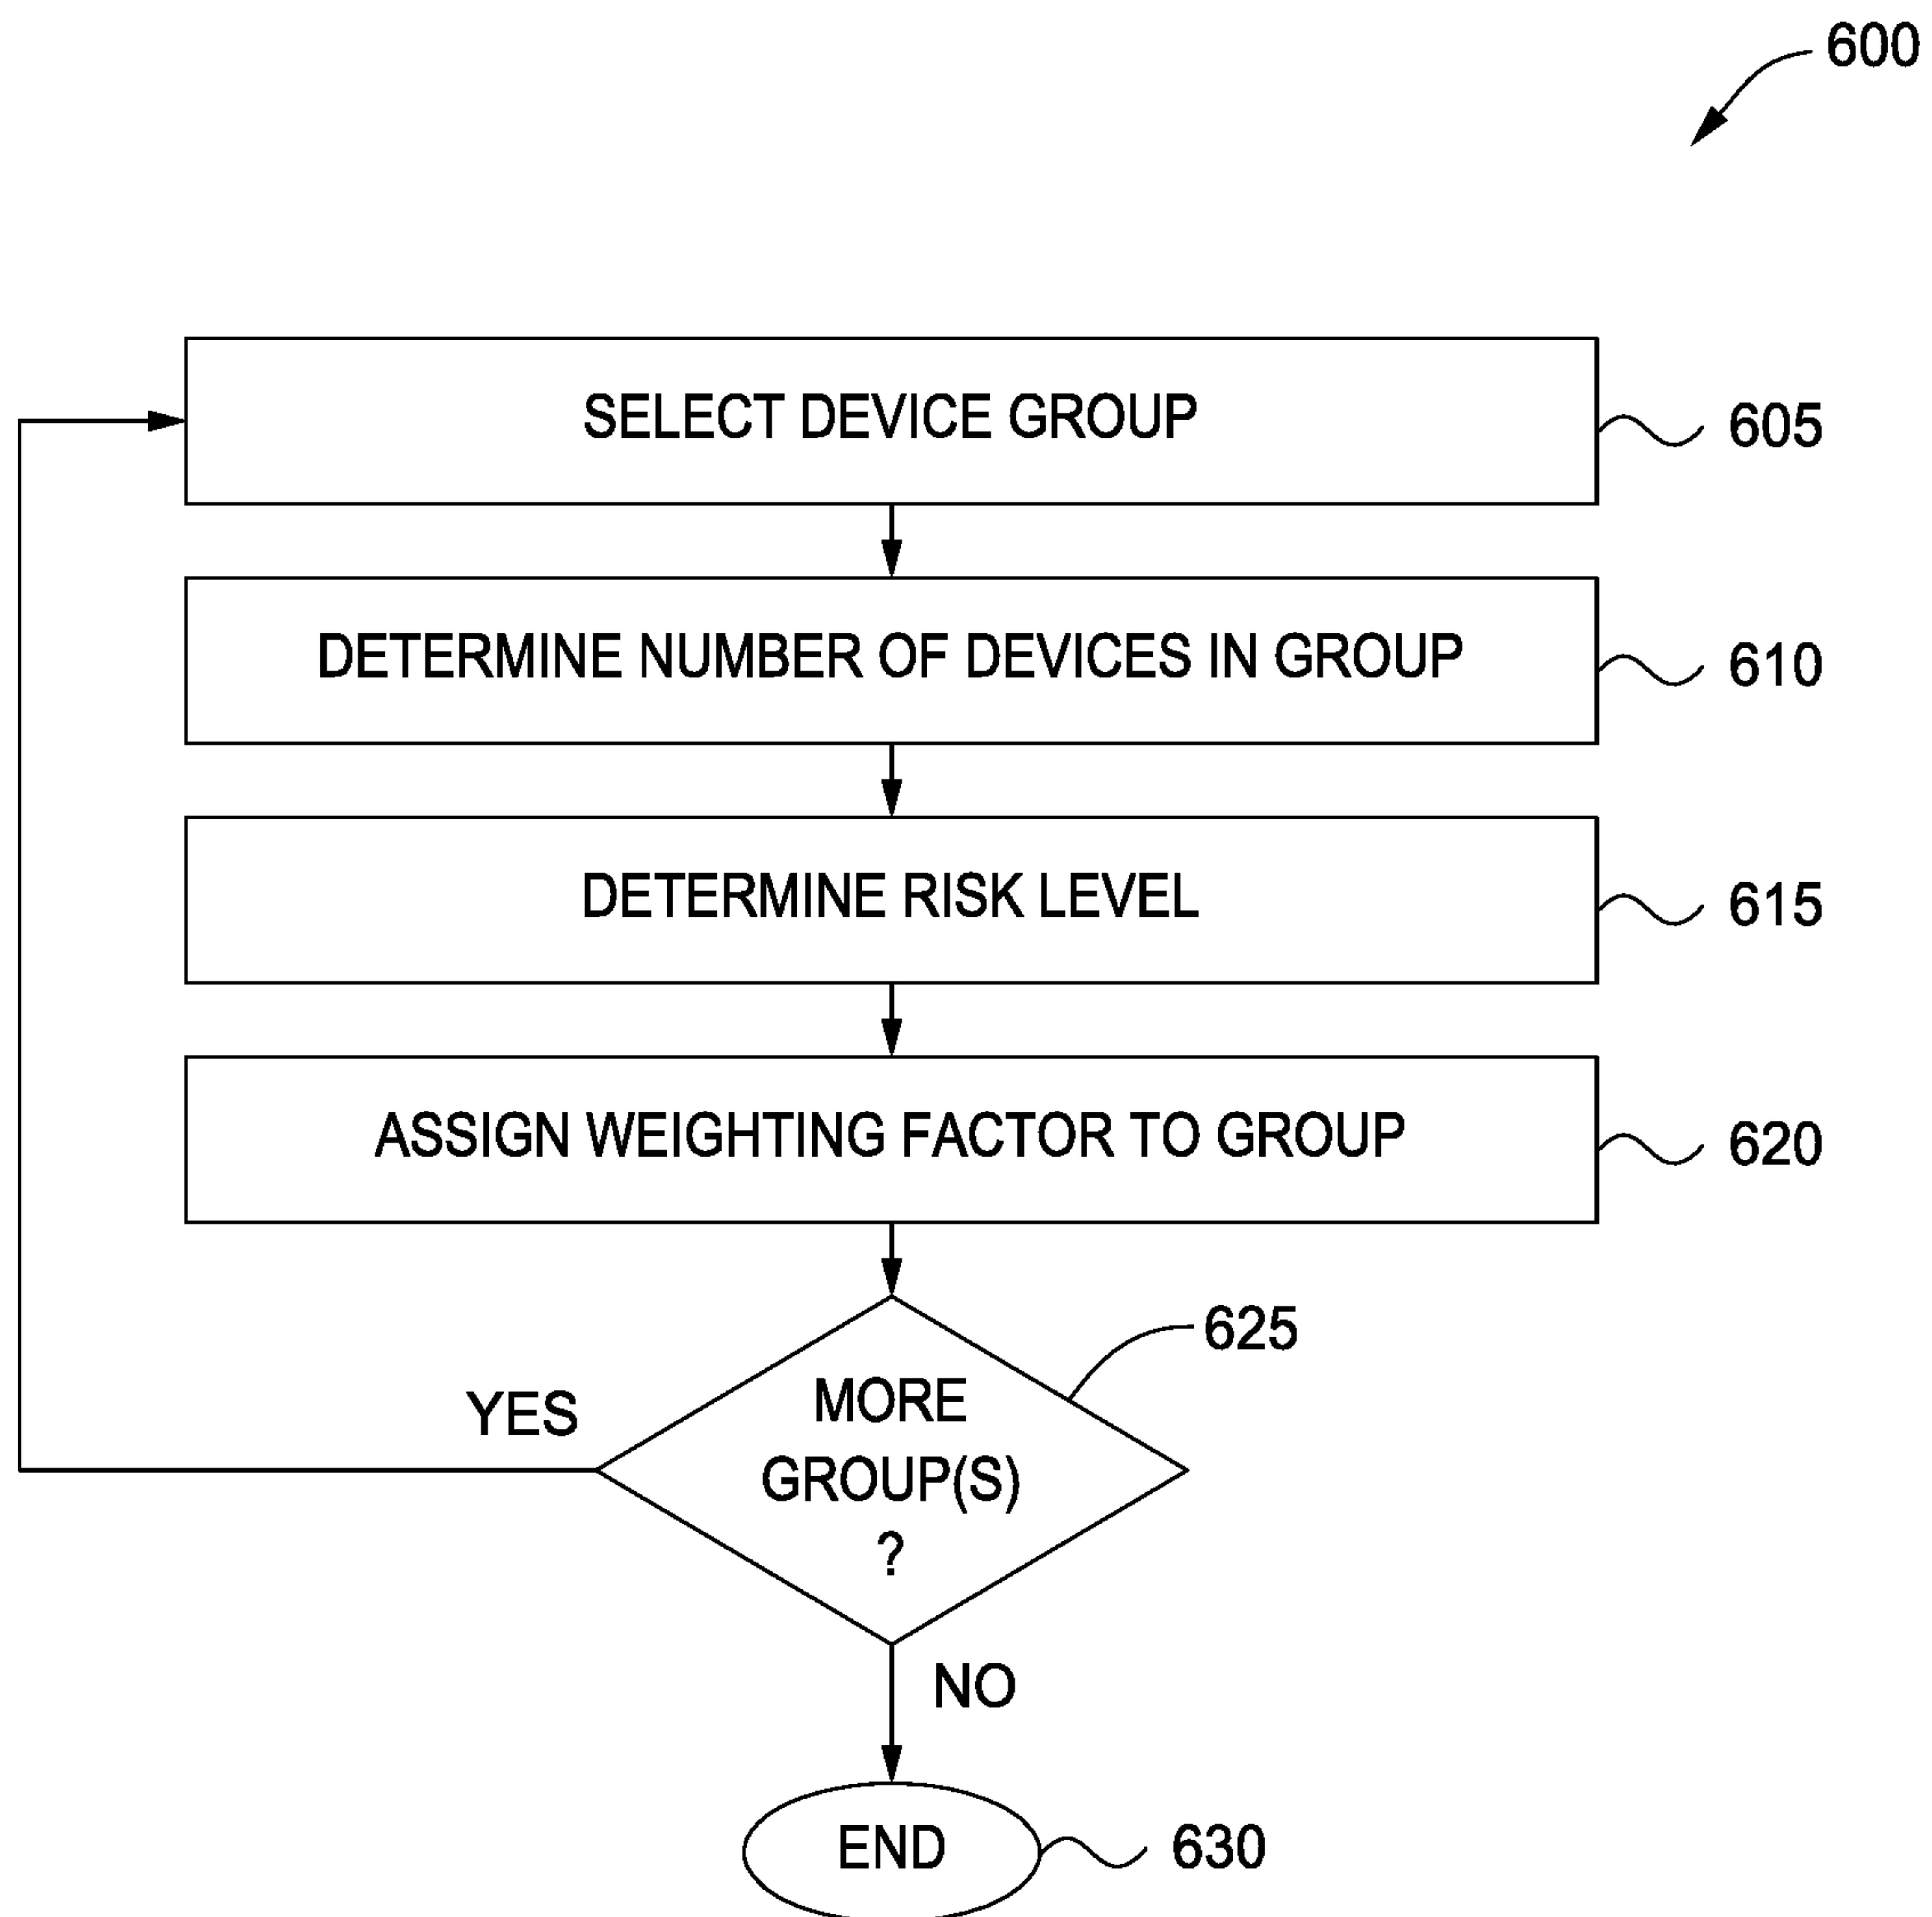 600
SELECT DEVICE GROUP
605
DETERMINE NUMBER OF DEVICES IN GROUP
610
DETERMINE RISK LEVEL
615
ASSIGN WEIGHTING FACTOR TO GROUP
620
625
YES
MORE
GROUP(S)
?
NO
END
630